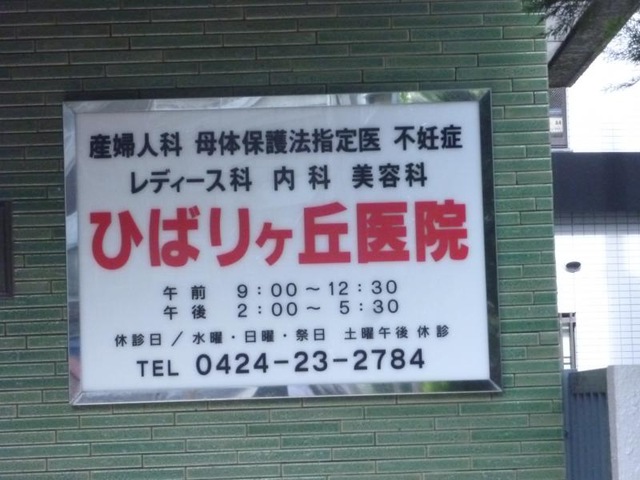 産婦人科 母体保護法指定医 不妊症
レディース科 内科 美容科
ひばりヶ丘医院
午前 9:00〜12:30
午後 2:00〜 5:30
休診日/水曜・日曜・祭日 土曜午後休診
TEL 0424-23-2784